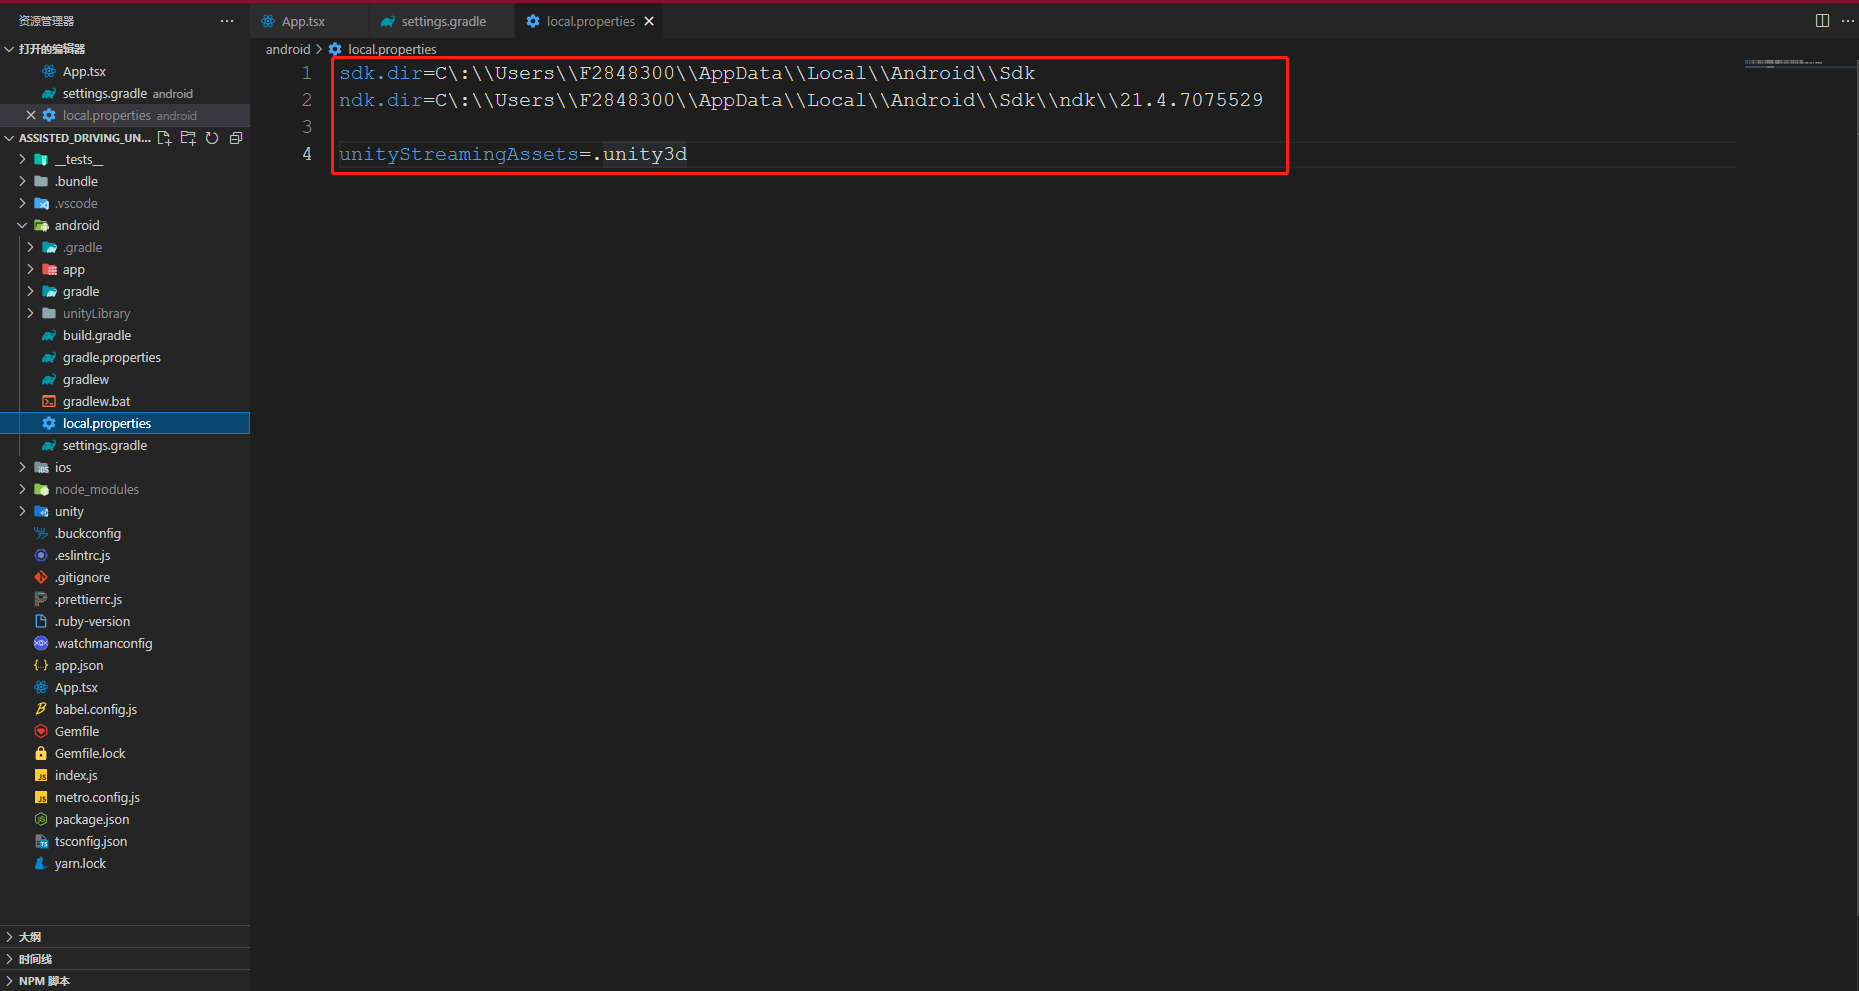 资源管理器
打开的编辑器
App.tsx
settings.gradle android
local.properties android
ASSISTED_DRIVING_UN...
__tests__
.bundle
.vscode
android
.gradle
app
gradle
unityLibrary
build.gradle
gradle.properties
gradlew
gradlew.bat
local.properties
settings.gradle
ios
node_modules
unity
.buckconfig
.eslintrc.js
.gitignore
.prettierrc.js
.ruby-version
.watchmanconfig
app.json
App.tsx
babel.config.js
Gemfile
Gemfile.lock
index.js
metro.config.js
package.json
tsconfig.json
yarn.lock
大纲
时间线
NPM 脚本
App.tsx
settings.gradle
local.properties
android > local.properties
1 sdk.dir=C\:\\Users\\F2848300\\AppData\\Local\\Android\\Sdk
2 ndk.dir=C\:\\Users\\F2848300\\AppData\\Local\\Android\\Sdk\\ndk\\21.4.7075529
3
4 unityStreamingAssets=.unity3d